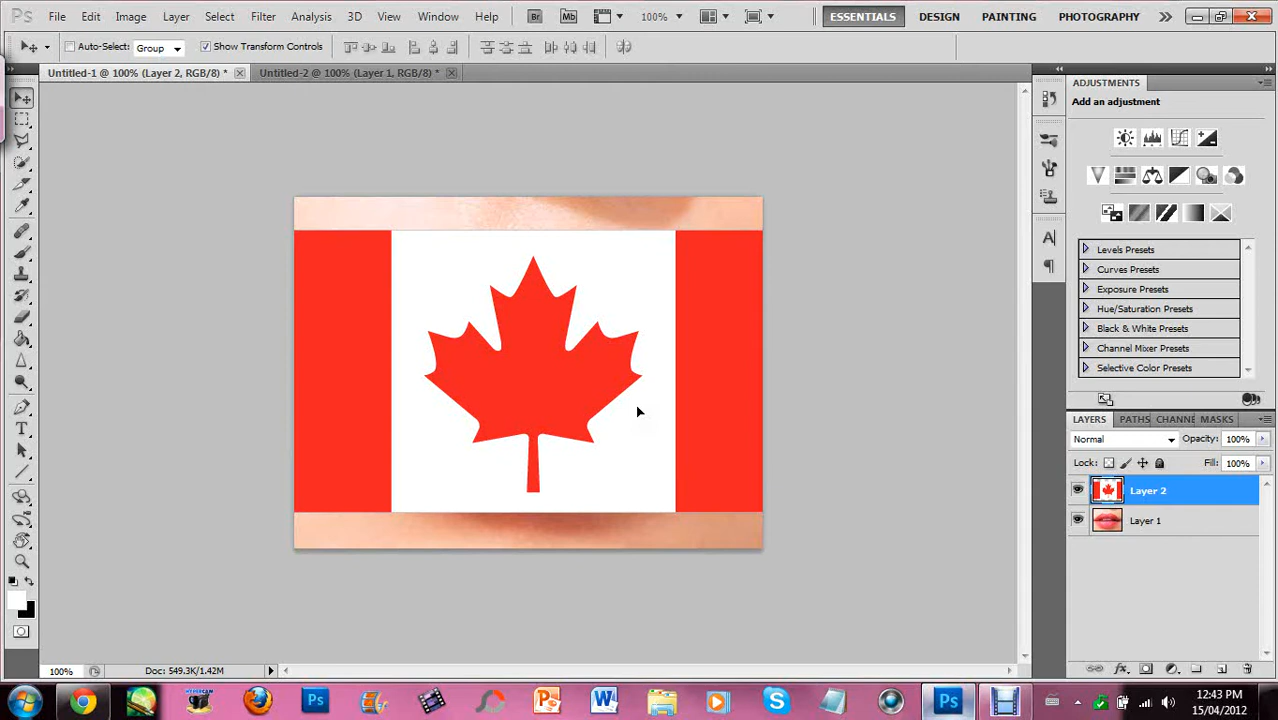 Ps File Edit Image Layer Select Filter Analysis 3D View Window Help Br Mb 100% ESSENTIALS DESIGN PAINTING PHOTOGRAPHY
Auto-Select: Group Show Transform Controls
Untitled-1 @ 100% (Layer 2, RGB/8) * Untitled-2 @ 100% (Layer 1, RGB/8) *
ADJUSTMENTS
Add an adjustment
Levels Presets
Curves Presets
Exposure Presets
Hue/Saturation Presets
Black & White Presets
Channel Mixer Presets
Selective Color Presets
LAYERS PATHS CHANNE MASKS
Normal Opacity: 100%
Lock: Fill: 100%
Layer 2
Layer 1
100% Doc: 549.3K/1.42M
12:43 PM
15/04/2012